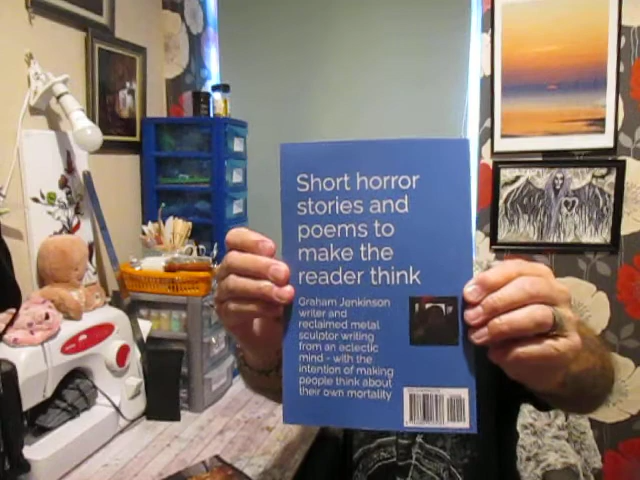 Short horror
stories and
poems to
make the
reader think
Graham Jenkinson
writer and
reclaimed metal
sculptor writing
from an eclectic
mind - with the
intention of making
people think about
their own mortality